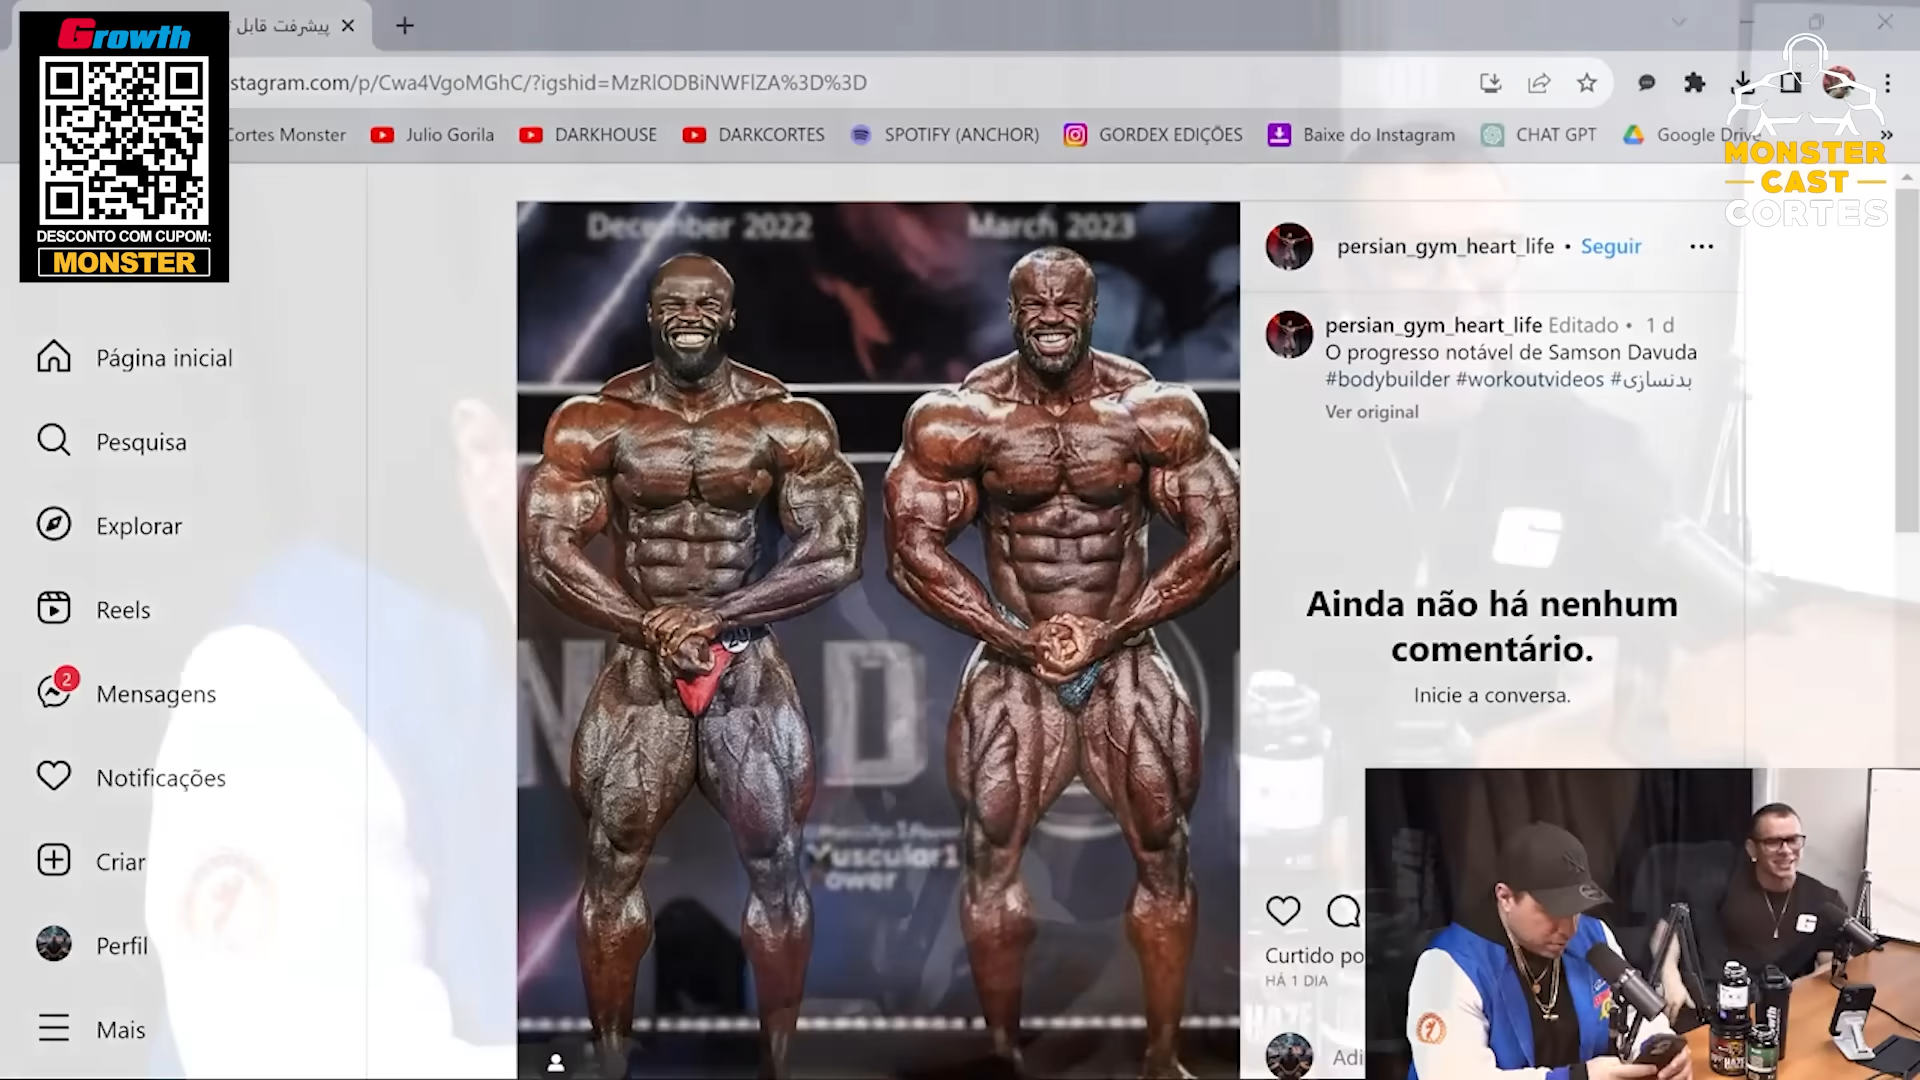 پیشرفت قابل
Growth
DESCONTO COM CUPOM:
MONSTER
stagram.com/p/Cwa4VgoMGhC/?igshid=MzRlODBiNWFlZA%3D%3D
Cortes Monster
Julio Gorila
DARKHOUSE
DARKCORTES
SPOTIFY (ANCHOR)
GORDEX EDIÇÕES
Baixe do Instagram
CHAT GPT
Google Drive
»
MONSTER
CAST
CORTES
Página inicial
Pesquisa
Explorar
Reels
2
Mensagens
Notificações
Criar
Perfil
Mais
December 2022
March 2023
persian_gym_heart_life • Seguir
persian_gym_heart_life Editado • 1 d
O progresso notável de Samson Davuda
#bodybuilder #workoutvideos #بدنسازی
Ver original
Ainda não há nenhum
comentário.
Inicie a conversa.
Muscular1
Power
Curtido po
HÁ 1 DIA
Adi